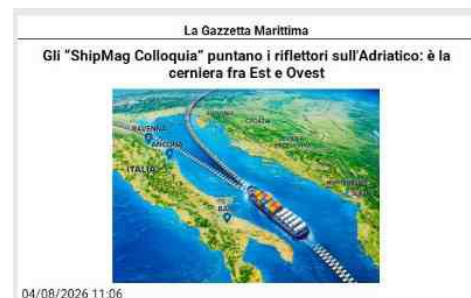 La Gazzetta Marittima
Gli “ShipMag Colloquia” puntano i riflettori sull'Adriatico: è la
cerniera fra Est e Ovest
CROATIA
RAVENNA
ANCONA
ITALIA
04/08/2026 11:06